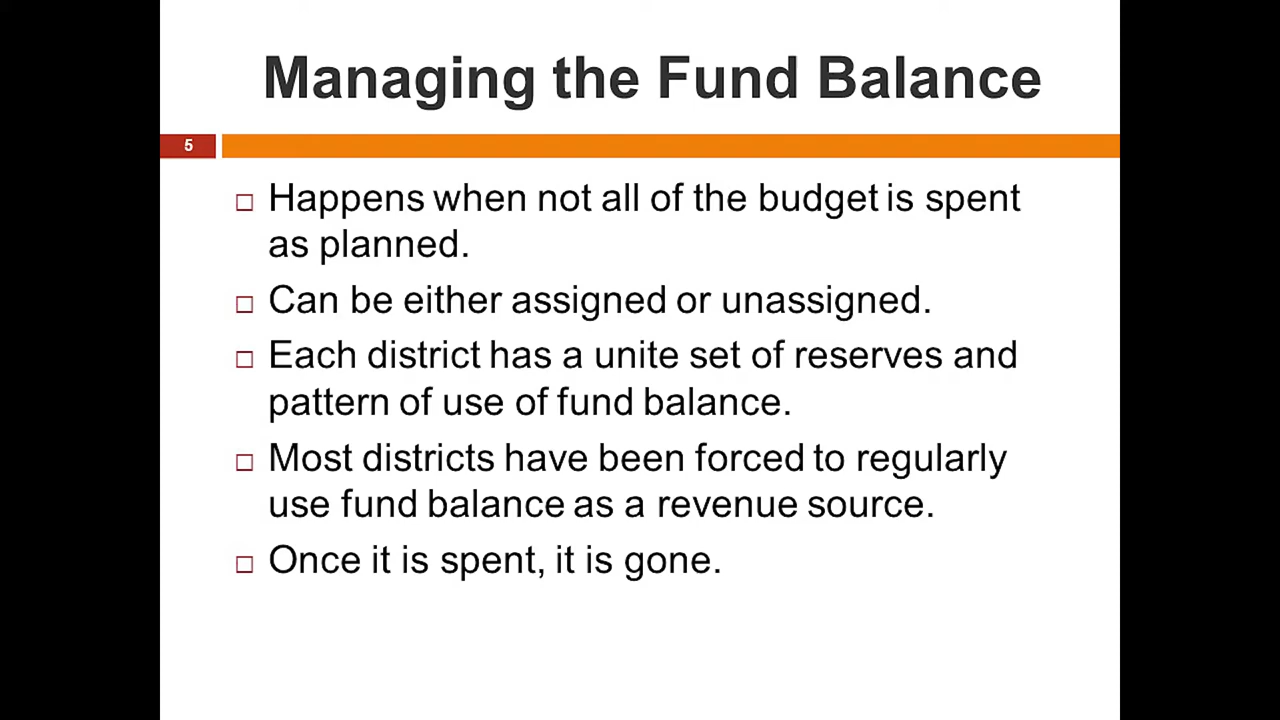 Managing the Fund Balance
5
Happens when not all of the budget is spent
as planned.
Can be either assigned or unassigned.
Each district has a unite set of reserves and
pattern of use of fund balance.
Most districts have been forced to regularly
use fund balance as a revenue source.
Once it is spent, it is gone.